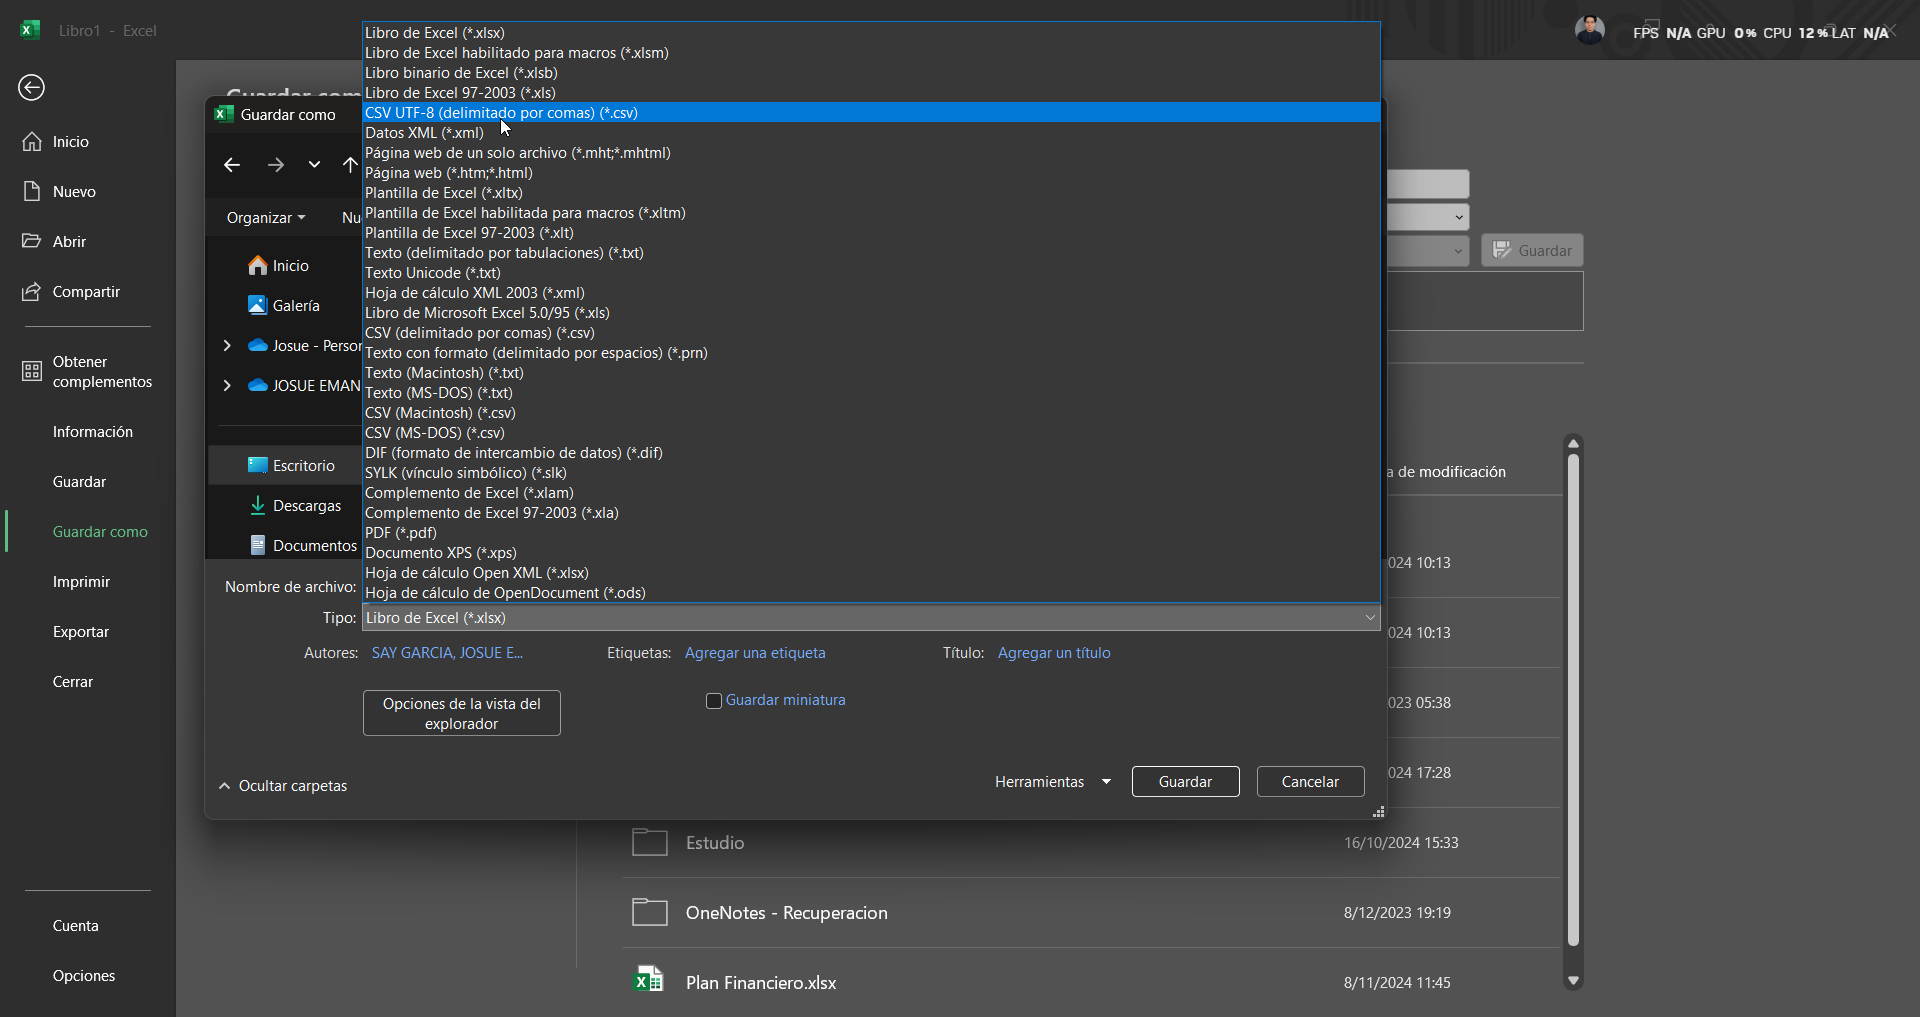 Libro1 - Excel
FPS N/A GPU 0% CPU 12% LAT N/A
Guardar com
Inicio
Nuevo
Abrir
Compartir
Obtener
complementos
Información
Guardar
Guardar como
Imprimir
Exportar
Cerrar
Cuenta
Opciones
Guardar como
Organizar
Nu
Inicio
Galería
Josue - Person
JOSUE EMAN
Escritorio
Descargas
Documentos
Libro de Excel (*.xlsx)
Libro de Excel habilitado para macros (*.xlsm)
Libro binario de Excel (*.xlsb)
Libro de Excel 97-2003 (*.xls)
CSV UTF-8 (delimitado por comas) (*.csv)
Datos XML (*.xml)
Página web de un solo archivo (*.mht;*.mhtml)
Página web (*.htm;*.html)
Plantilla de Excel (*.xltx)
Plantilla de Excel habilitada para macros (*.xltm)
Plantilla de Excel 97-2003 (*.xlt)
Texto (delimitado por tabulaciones) (*.txt)
Texto Unicode (*.txt)
Hoja de cálculo XML 2003 (*.xml)
Libro de Microsoft Excel 5.0/95 (*.xls)
CSV (delimitado por comas) (*.csv)
Texto con formato (delimitado por espacios) (*.prn)
Texto (Macintosh) (*.txt)
Texto (MS-DOS) (*.txt)
CSV (Macintosh) (*.csv)
CSV (MS-DOS) (*.csv)
DIF (formato de intercambio de datos) (*.dif)
SYLK (vínculo simbólico) (*.slk)
Complemento de Excel (*.xlam)
Complemento de Excel 97-2003 (*.xla)
PDF (*.pdf)
Documento XPS (*.xps)
Hoja de cálculo Open XML (*.xlsx)
Hoja de cálculo de OpenDocument (*.ods)
Nombre de archivo:
Tipo: Libro de Excel (*.xlsx)
Autores: SAY GARCIA, JOSUE E...
Etiquetas: Agregar una etiqueta
Título: Agregar un título
Opciones de la vista del
explorador
Guardar miniatura
Ocultar carpetas
Herramientas
Guardar
Cancelar
Guardar
a de modificación
024 10:13
024 10:13
023 05:38
024 17:28
Estudio 16/10/2024 15:33
OneNotes - Recuperacion 8/12/2023 19:19
Plan Financiero.xlsx 8/11/2024 11:45